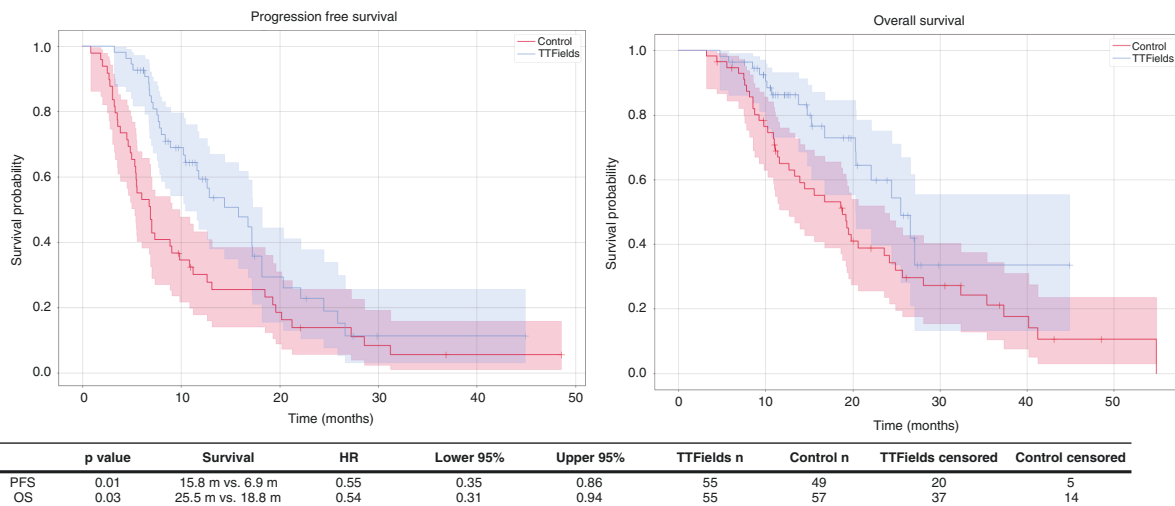 Progression free survival
Control
TTFields
1.0
0.8
0.6
0.4
0.2
0.0
Survival probability
0
10
20
30
40
50
Time (months)
Overall survival
Control
TTFields
1.0
0.8
0.6
0.4
0.2
0.0
Survival probability
0
10
20
30
40
50
Time (months)
p value Survival HR Lower 95% Upper 95% TTFields n Control n TTFields censored Control censored
PFS 0.01 15.8 m vs. 6.9 m 0.55 0.35 0.86 55 49 20 5
OS 0.03 25.5 m vs. 18.8 m 0.54 0.31 0.94 55 57 37 14